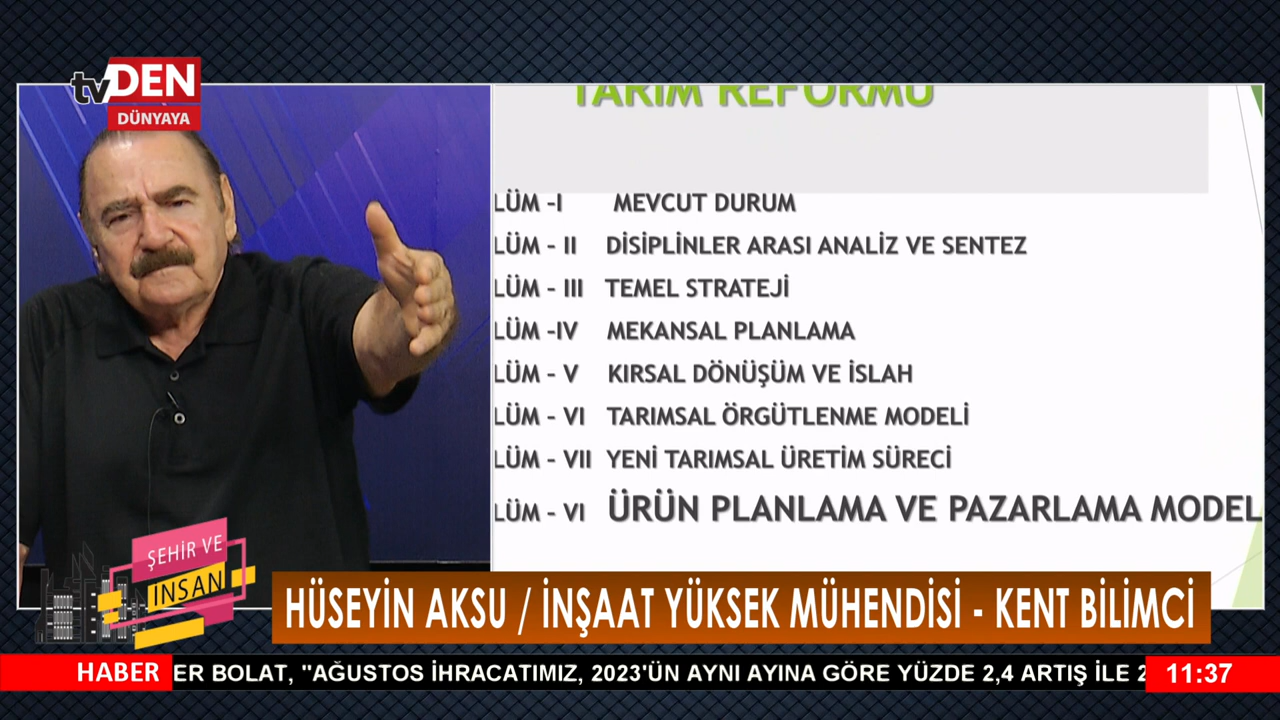 tvDEN
DÜNYAYA
TARIM REFORMU
LÜM –I MEVCUT DURUM
LÜM – II DİSİPLİNLER ARASI ANALİZ VE SENTEZ
LÜM – III TEMEL STRATEJİ
LÜM –IV MEKANSAL PLANLAMA
LÜM – V KIRSAL DÖNÜŞÜM VE İSLAH
LÜM – VI TARIMSAL ÖRGÜTLENME MODELİ
LÜM – VII YENİ TARIMSAL ÜRETİM SÜRECİ
LÜM – VI ÜRÜN PLANLAMA VE PAZARLAMA MODEL
ŞEHİR VE
INSAN
HÜSEYİN AKSU / İNŞAAT YÜKSEK MÜHENDİSİ - KENT BİLİMCİ
HABER ER BOLAT, "AĞUSTOS İHRACATIMIZ, 2023'ÜN AYNI AYINA GÖRE YÜZDE 2,4 ARTIŞ İLE 2 11:37